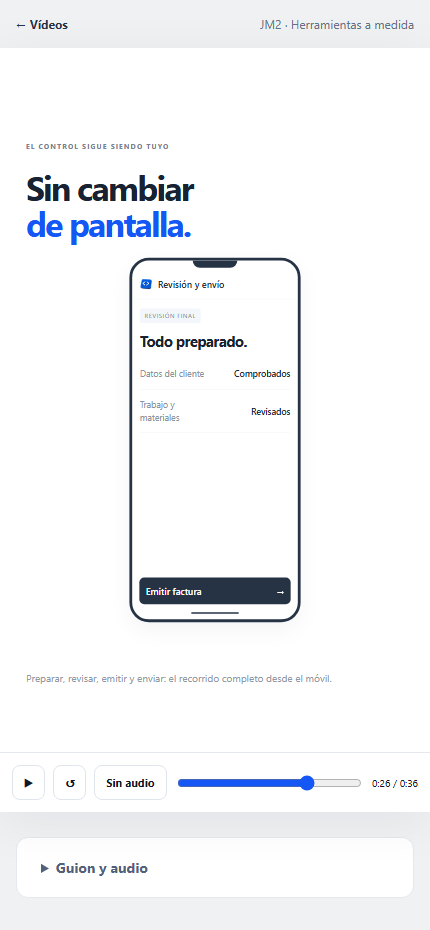 ← Vídeos
JM2 · Herramientas a medida
EL CONTROL SIGUE SIENDO TUYO
Sin cambiar
de pantalla.
Revisión y envío
REVISIÓN FINAL
Todo preparado.
Datos del cliente Comprobados
Trabajo y
materiales Revisados
Emitir factura →
Preparar, revisar, emitir y enviar: el recorrido completo desde el móvil.
▶ ↺ Sin audio 0:26 / 0:36
▶ Guion y audio